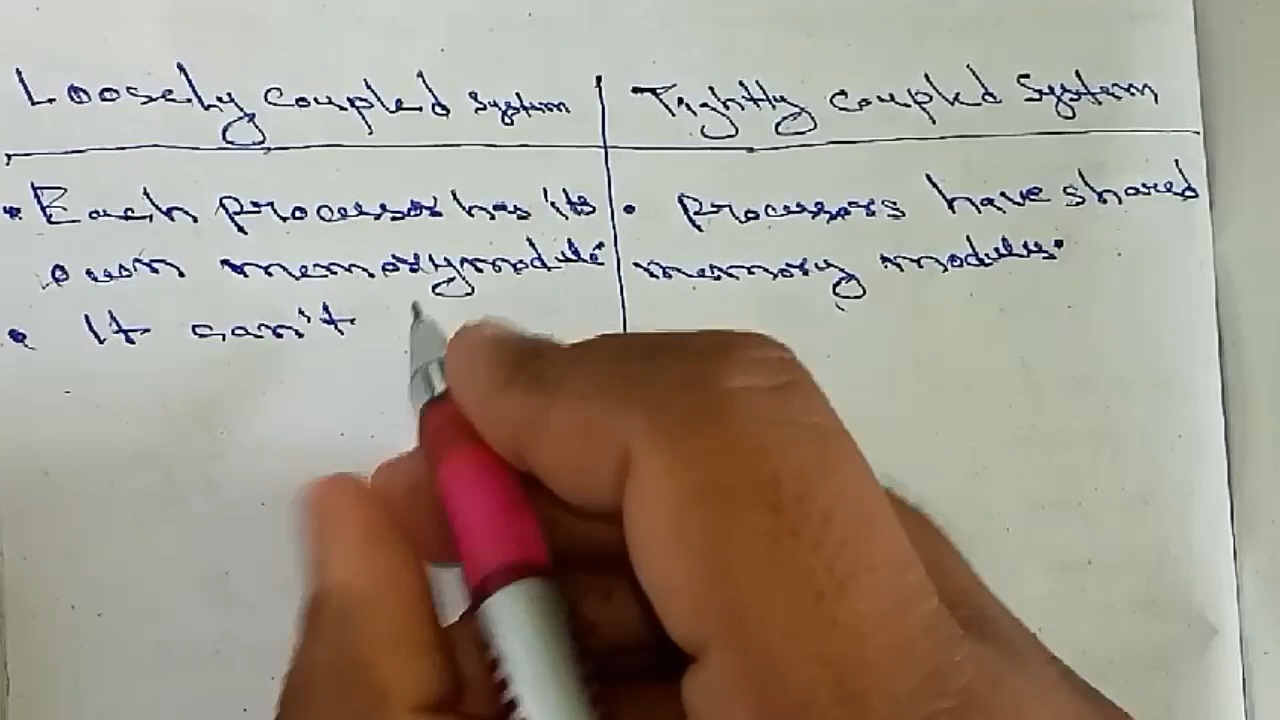 Loosely coupled system
Tightly coupled system
• Each processor has its
own memory module
• It can't
• processors have shared
memory modules.